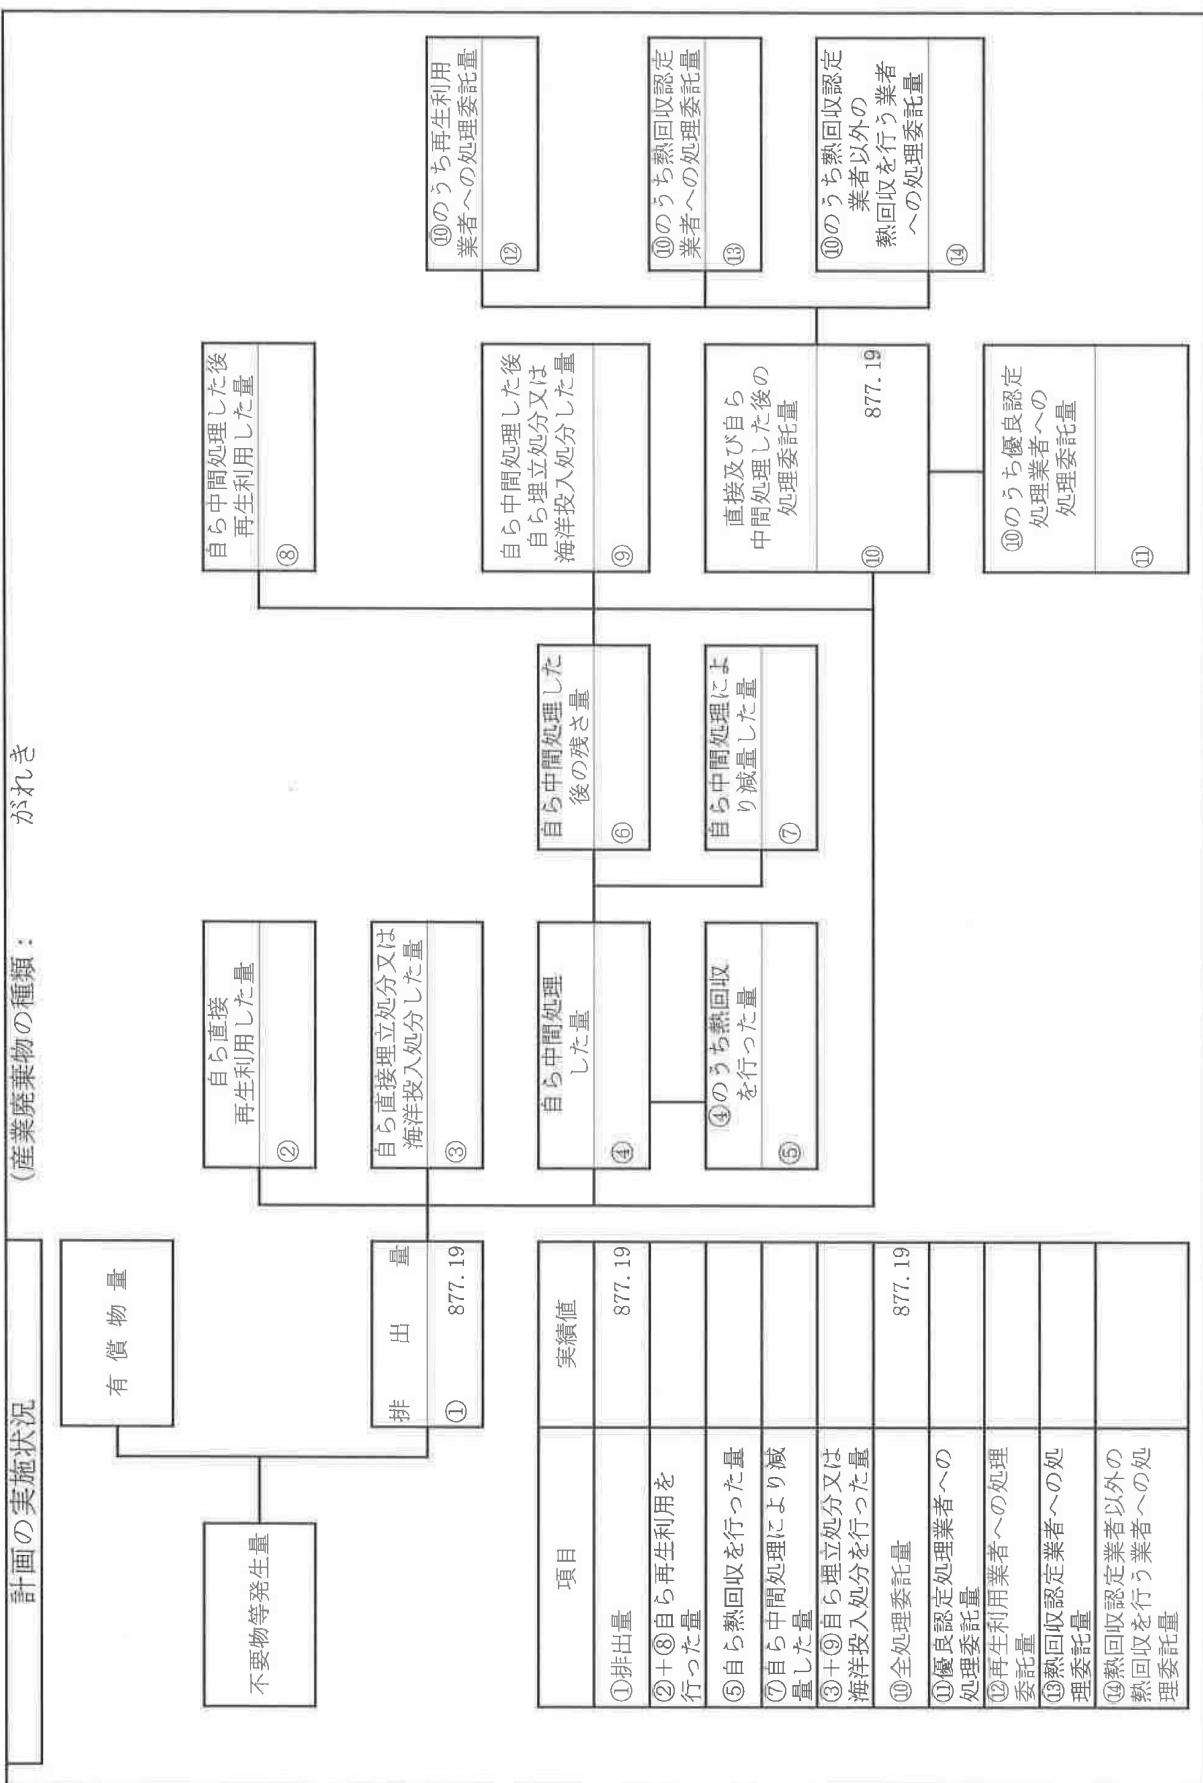 計画の実施状況
(産業廃棄物の種類：　がれき
不要物等発生量
有償物量
排出量
① 877.19
自ら直接
再生利用した量
②
自ら直接埋立処分又は
海洋投入処分した量
③
自ら中間処理
した量
④
④のうち熱回収
を行った量
⑤
自ら中間処理した
後の残さ量
⑥
自ら中間処理によ
り減量した量
⑦
自ら中間処理した後
再生利用した量
⑧
自ら中間処理した後
自ら埋立処分又は
海洋投入処分した量
⑨
直接及び自ら
中間処理した後の
処理委託量
⑩ 877.19
⑩のうち優良認定
処理業者への
処理委託量
⑪
⑩のうち再生利用
業者への処理委託量
⑫
⑩のうち熱回収認定
業者への処理委託量
⑬
⑩のうち熱回収認定
業者以外の
熱回収を行う業者
への処理委託量
⑭
項目 実績値
①排出量 877.19
②＋⑧自ら再生利用を
行った量
⑤自ら熱回収を行った量
⑦自ら中間処理により減
量した量
③＋⑨自ら埋立処分又は
海洋投入処分を行った量
⑩全処理委託量 877.19
⑪優良認定処理業者への
処理委託量
⑫再生利用業者への処理
委託量
⑬熱回収認定業者への処
理委託量
⑭熱回収認定業者以外の
熱回収を行う業者への処
理委託量